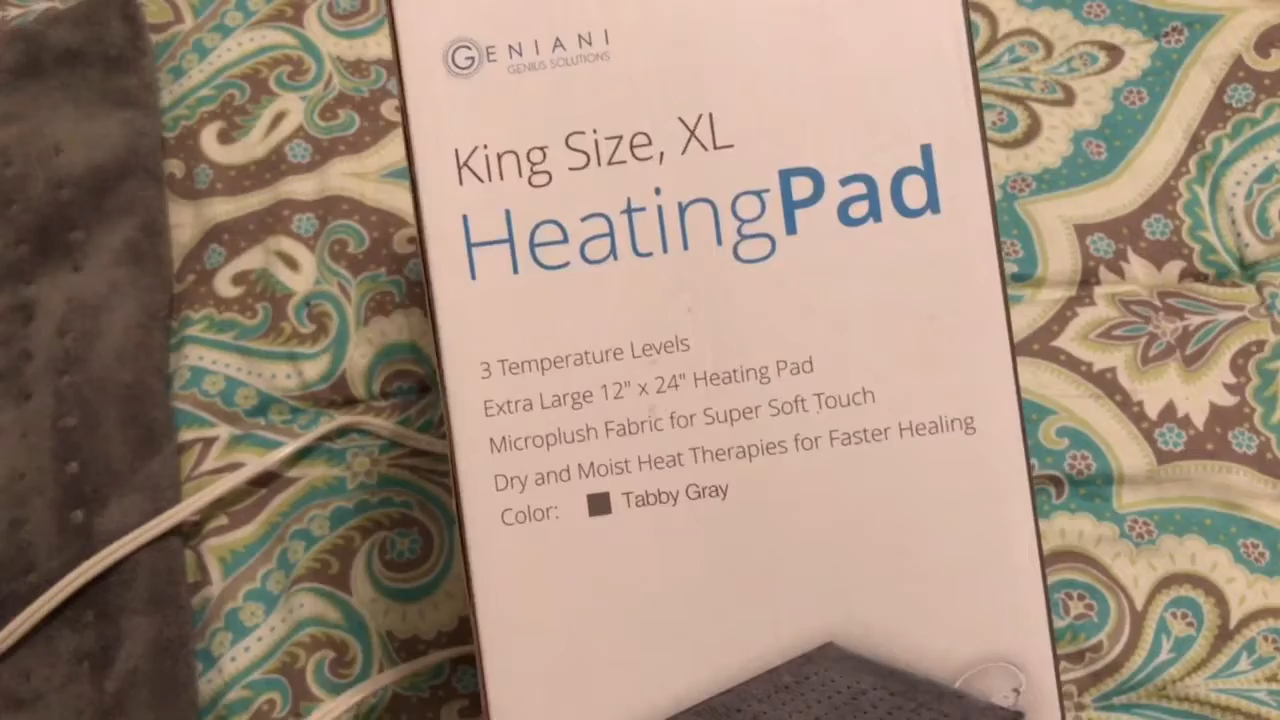 GENIANI
GENIUS SOLUTIONS
King Size, XL
HeatingPad
3 Temperature Levels
Extra Large 12" x 24" Heating Pad
Microplush Fabric for Super Soft Touch
Dry and Moist Heat Therapies for Faster Healing
Color: Tabby Gray